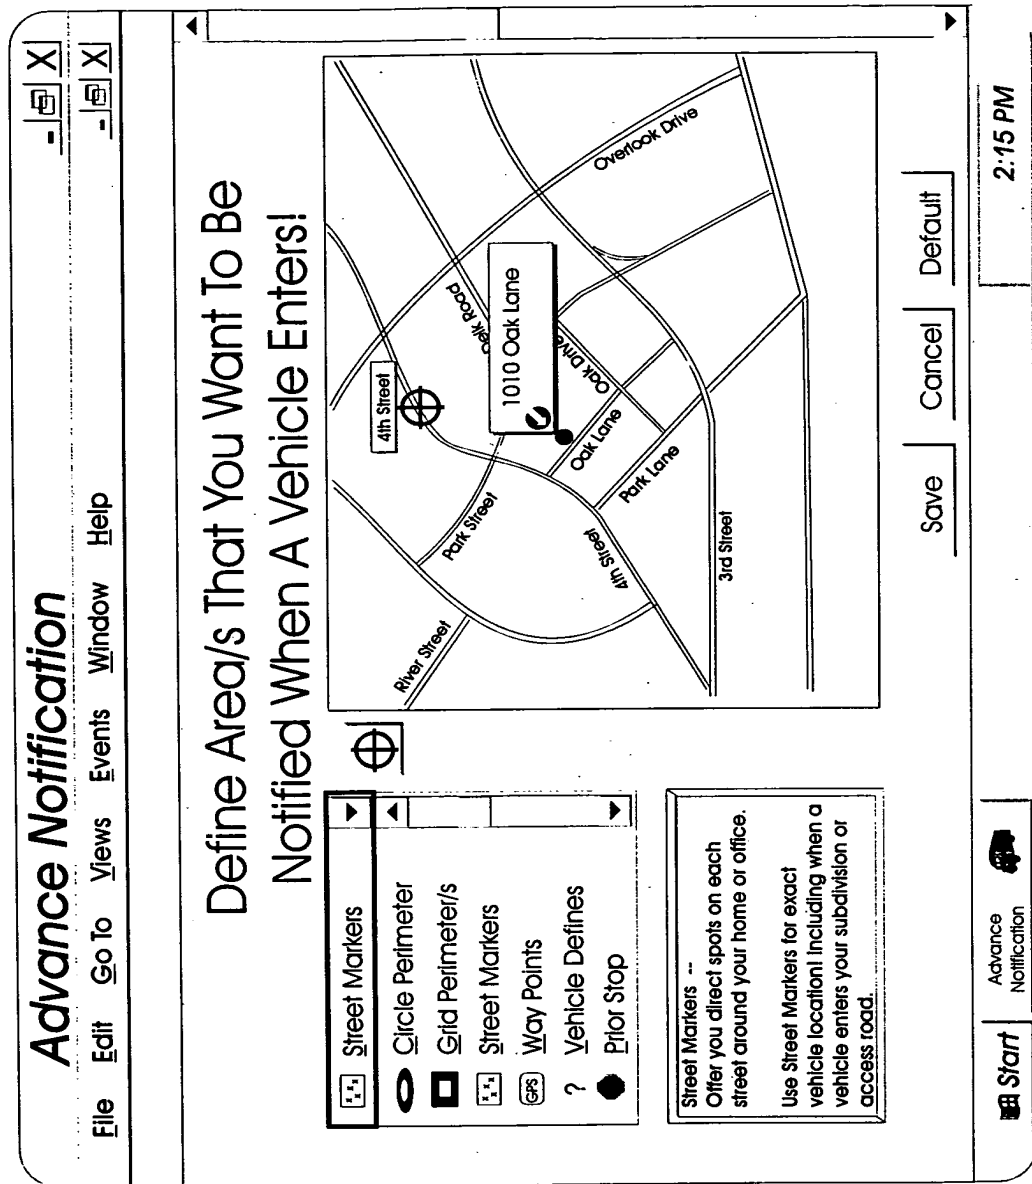 Advance Notification
File Edit Go To Views Events Window Help
Define Area/s That You Want To Be
Notified When A Vehicle Enters!
Street Markers
Circle Perimeter
Grid Perimeter/s
Street Markers
GPS Way Points
? Vehicle Defines
Prior Stop
Street Markers --
Offer you direct spots on each
street around your home or office.
Use Street Markers for exact
vehicle location! Including when a
vehicle enters your subdivision or
access road.
4th Street
Delk Road
1010 Oak Lane
Overlook Drive
Oak Drive
Oak Lane
Park Lane
Park Street
River Street
4th Street
3rd Street
Save Cancel Default
Start
Advance
Notification
2:15 PM